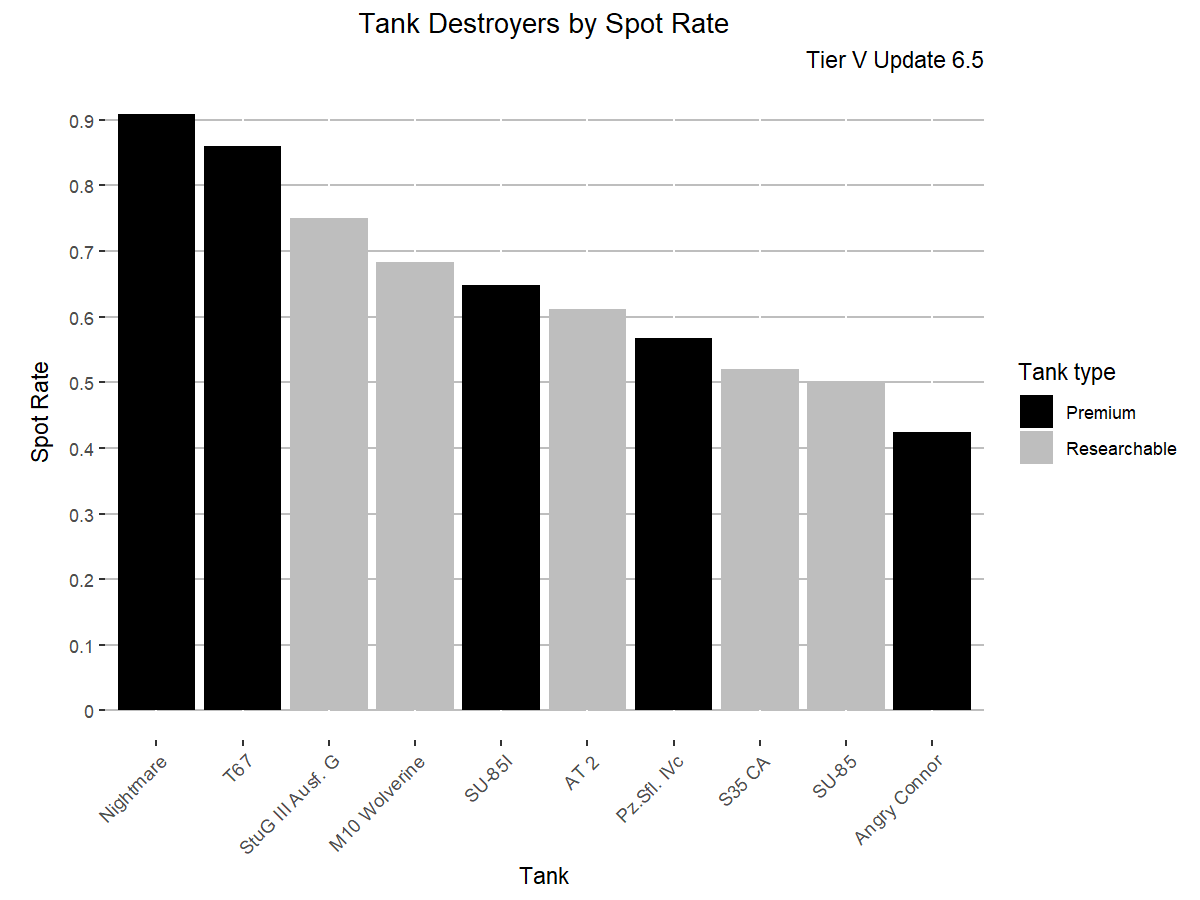 Tank Destroyers by Spot Rate
Tier V Update 6.5
Spot Rate
0.9
0.8
0.7
0.6
0.5
0.4
0.3
0.2
0.1
0
Nightmare
T67
StuG III Ausf. G
M10 Wolverine
SU-85I
AT 2
Pz.Sfl. IVc
S35 CA
SU-85
Angry Connor
Tank
Tank type
Premium
Researchable